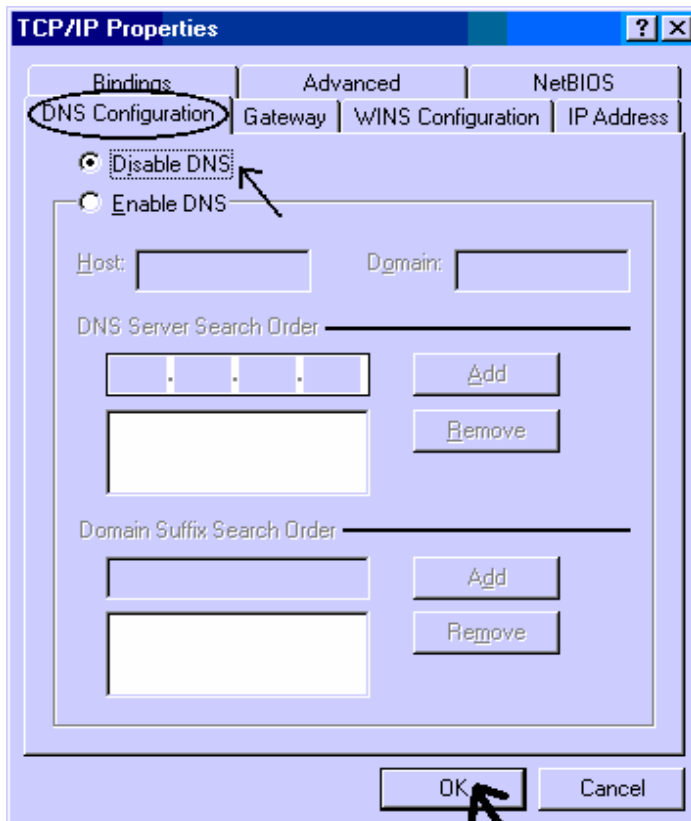 TCP/IP Properties
Bindings Advanced NetBIOS
DNS Configuration Gateway WINS Configuration IP Address
Disable DNS
Enable DNS
Host: Domain:
DNS Server Search Order
. . . Add
Remove
Domain Suffix Search Order
Add
Remove
OK Cancel